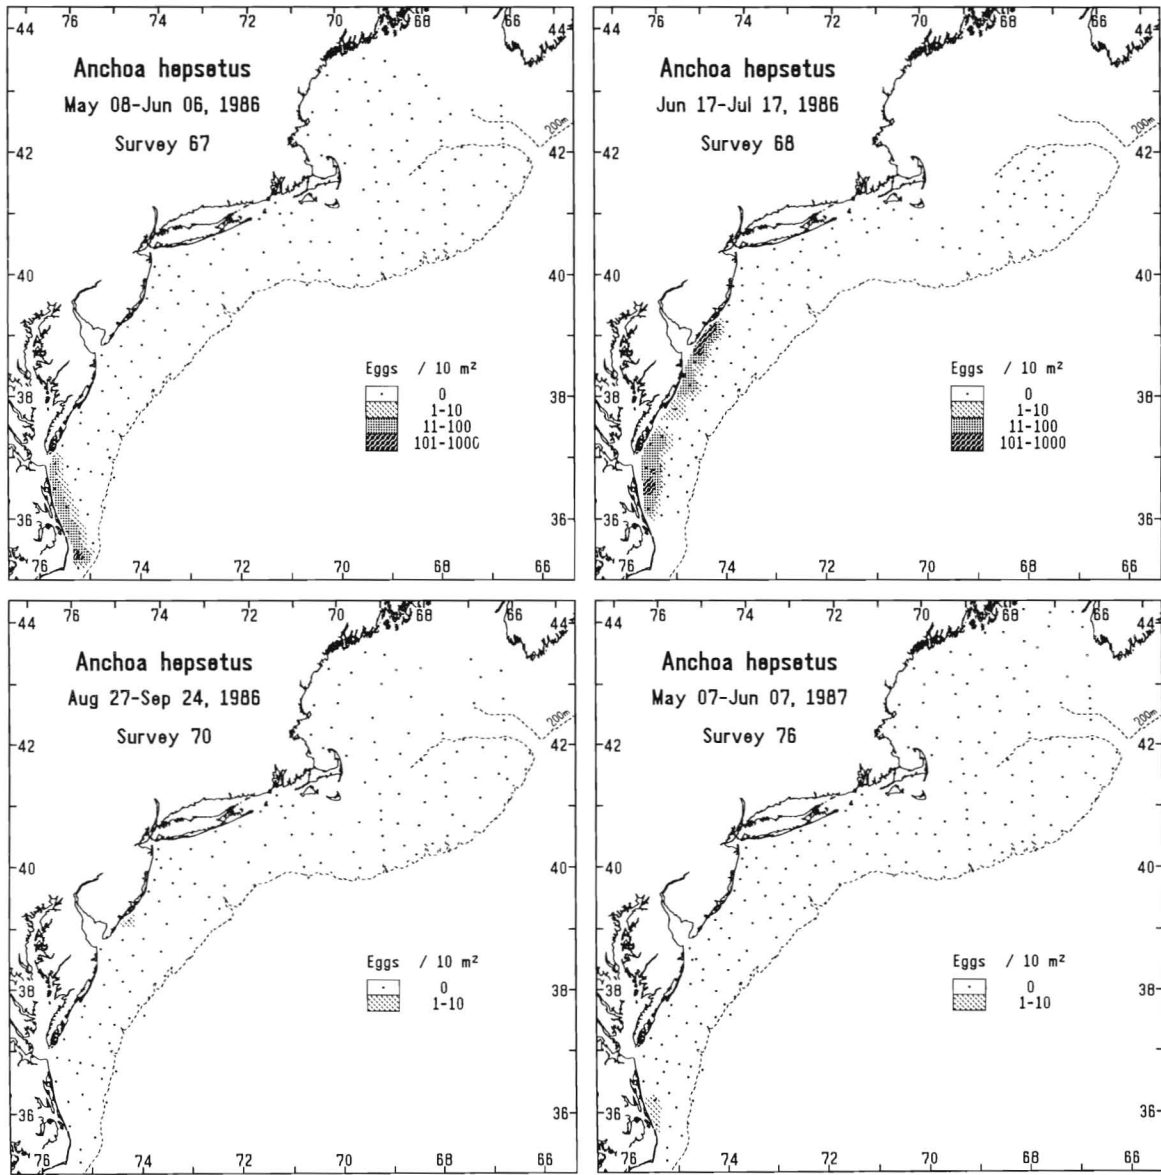 76 74 72 70 68 66
44 44
Anchoa hepsetus
May 08-Jun 06, 1986
Survey 67
200m
42 42
40 40
Eggs / 10 m²
0
1-10
11-100
101-1000
38 38
36 36
76 74 72 70 68 66
76 74 72 70 68 66
44 44
Anchoa hepsetus
Jun 17-Jul 17, 1986
Survey 68
200m
42 42
40 40
Eggs / 10 m²
0
1-10
11-100
101-1000
38 38
36 36
76 74 72 70 68 66
76 74 72 70 68 66
44 44
Anchoa hepsetus
Aug 27-Sep 24, 1986
Survey 70
200m
42 42
40 40
Eggs / 10 m²
0
1-10
38 38
36 36
76 74 72 70 68 66
76 74 72 70 68 66
44 44
Anchoa hepsetus
May 07-Jun 07, 1987
Survey 76
200m
42 42
40 40
Eggs / 10 m²
0
1-10
38 38
36 36
76 74 72 70 68 66